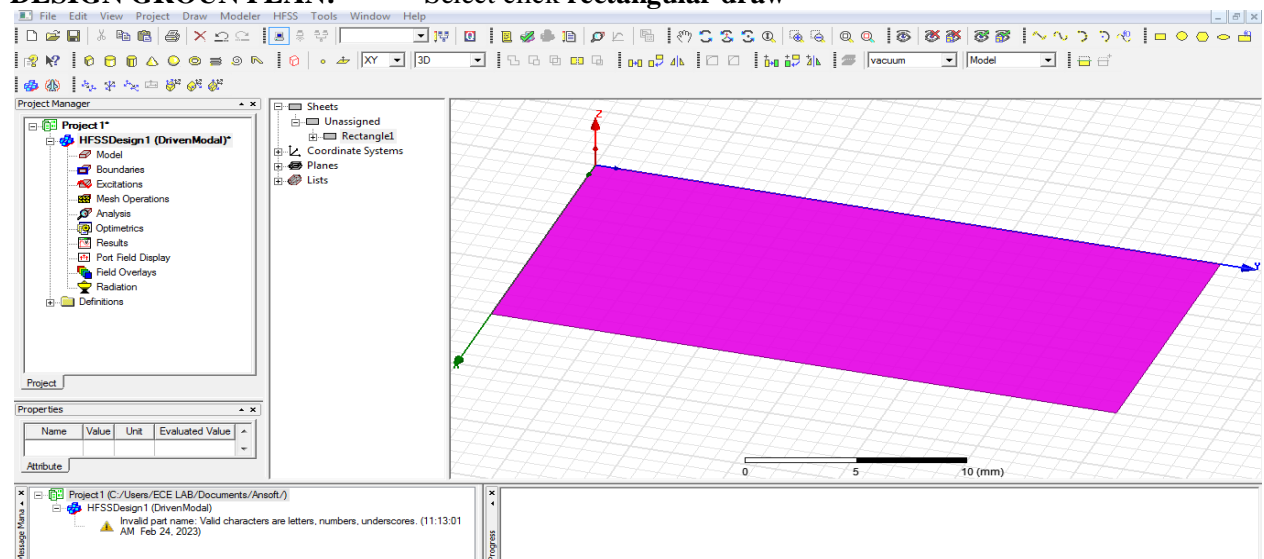 DESIGN GROUN PLAN: Select click rectangular draw
File Edit View Project Draw Modeler HFSS Tools Window Help
XY 3D vacuum Model
Project Manager
Project1*
HFSSDesign1 (DrivenModal)*
Model
Boundaries
Excitations
Mesh Operations
Analysis
Optimetrics
Results
Port Field Display
Field Overlays
Radiation
Definitions
Project
Sheets
Unassigned
Rectangle1
Coordinate Systems
Planes
Lists
Z
Y
X
0 5 10 (mm)
Properties
Name Value Unit Evaluated Value
Attribute
Project1 (C:/Users/ECE LAB/Documents/Ansoft/)
HFSSDesign1 (DrivenModal)
Invalid part name: Valid characters are letters, numbers, underscores. (11:13:01
AM Feb 24, 2023)
Message Mana
Progress